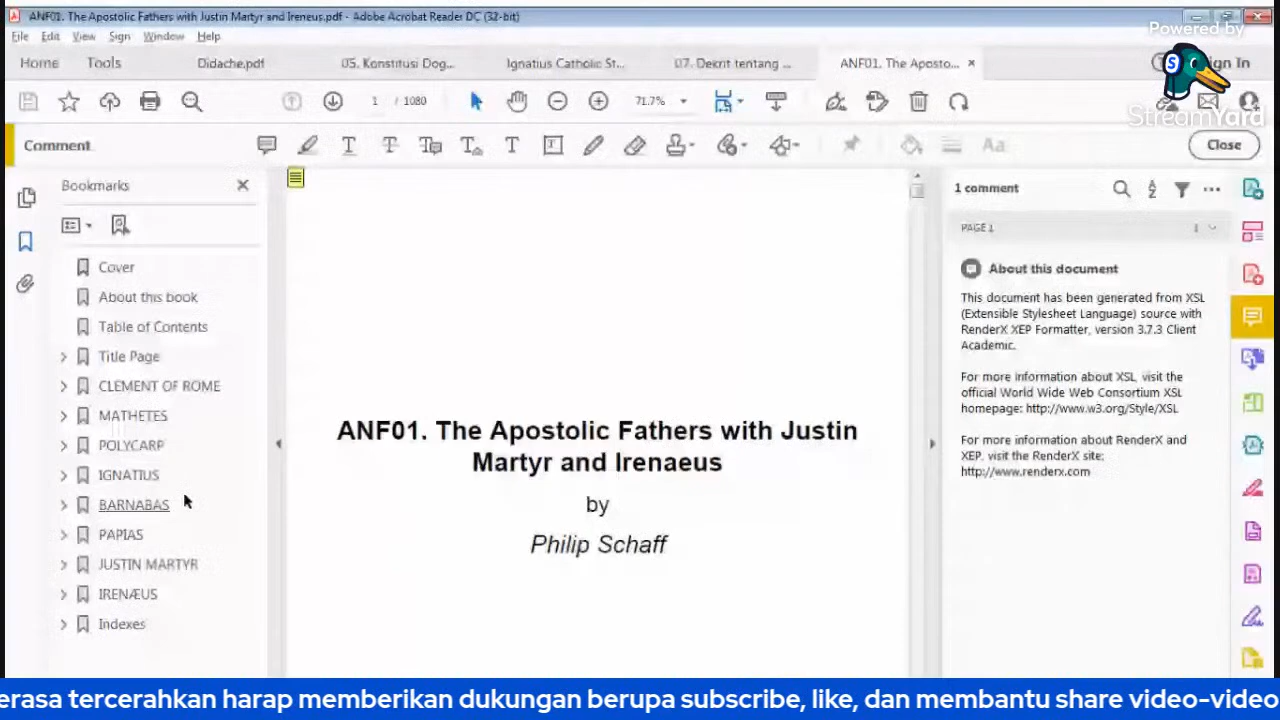 ANF01. The Apostolic Fathers with Justin Martyr and Ireneus.pdf - Adobe Acrobat Reader DC (32-bit)
File Edit View Sign Window Help
Powered by
Home Tools Didache.pdf 05. Konstitusi Dog... Ignatius Catholic St... 07. Dekrit tentang ... ANF01. The Aposto... × Sign In
1 / 1080 71.7%
StreamYard
Comment Close
Bookmarks
Cover
About this book
Table of Contents
Title Page
CLEMENT OF ROME
MATHETES
POLYCARP
IGNATIUS
BARNABAS
PAPIAS
JUSTIN MARTYR
IRENÆUS
Indexes
ANF01. The Apostolic Fathers with Justin
Martyr and Irenaeus
by
Philip Schaff
1 comment
PAGE 1 1
About this document
This document has been generated from XSL
(Extensible Stylesheet Language) source with
RenderX XEP Formatter, version 3.7.3 Client
Academic.
For more information about XSL, visit the
official World Wide Web Consortium XSL
homepage: http://www.w3.org/Style/XSL
For more information about RenderX and
XEP, visit the RenderX site:
http://www.renderx.com
erasa tercerahkan harap memberikan dukungan berupa subscribe, like, dan membantu share video-video